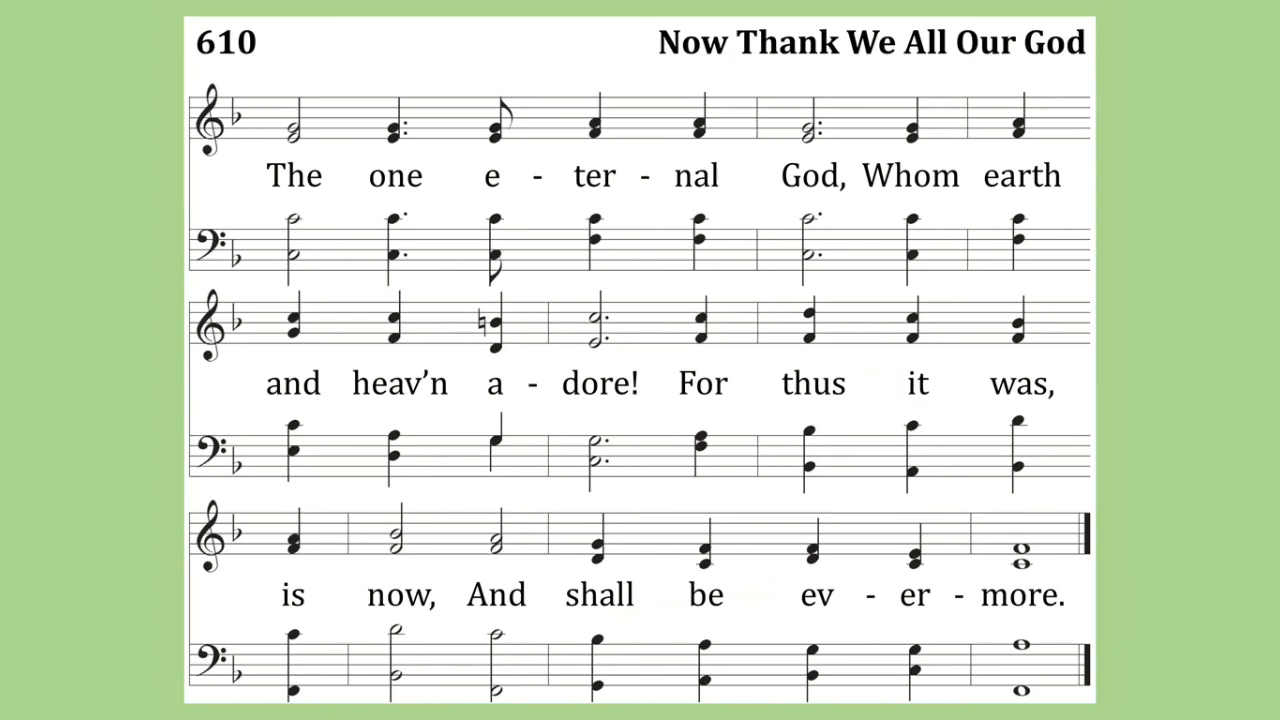 610 Now Thank We All Our God
The one e - ter - nal God, Whom earth
and heav’n a - dore! For thus it was,
is now, And shall be ev - er - more.